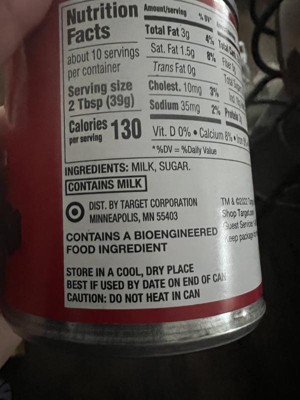 Nutrition Facts
about 10 servings
per container
Serving size
2 Tbsp (39g)
Calories 130
per serving
Amount/serving % DV*
Total Fat 3g 4%
Sat. Fat 1.5g 8%
Trans Fat 0g
Cholest. 10mg 3%
Sodium 35mg 2%
Vit. D 0% • Calcium 8% •
*%DV = %Daily Value
INGREDIENTS: MILK, SUGAR.
CONTAINS MILK
DIST. BY TARGET CORPORATION
MINNEAPOLIS, MN 55403
CONTAINS A BIOENGINEERED
FOOD INGREDIENT
TM &
Shop
Guest
STORE IN A COOL, DRY PLACE
BEST IF USED BY DATE ON END OF CAN
CAUTION: DO NOT HEAT IN CAN